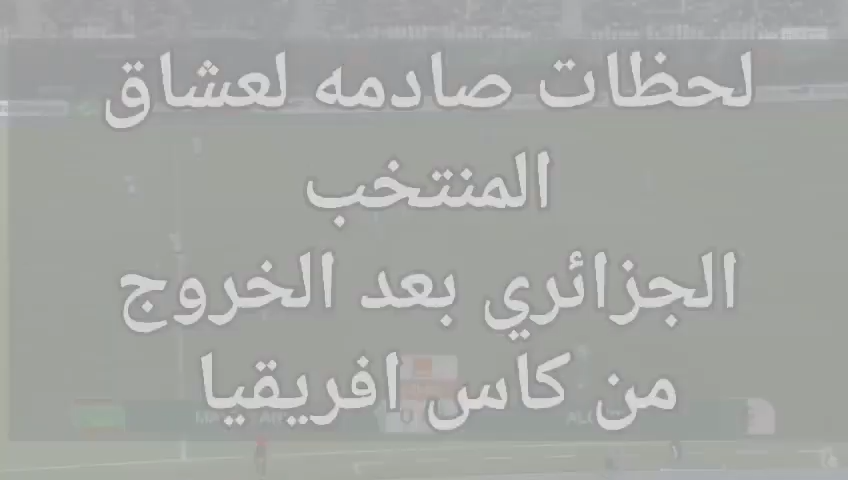 لحظات صادمه لعشاق
المنتخب
الجزائري بعد الخروج
من كاس افريقيا